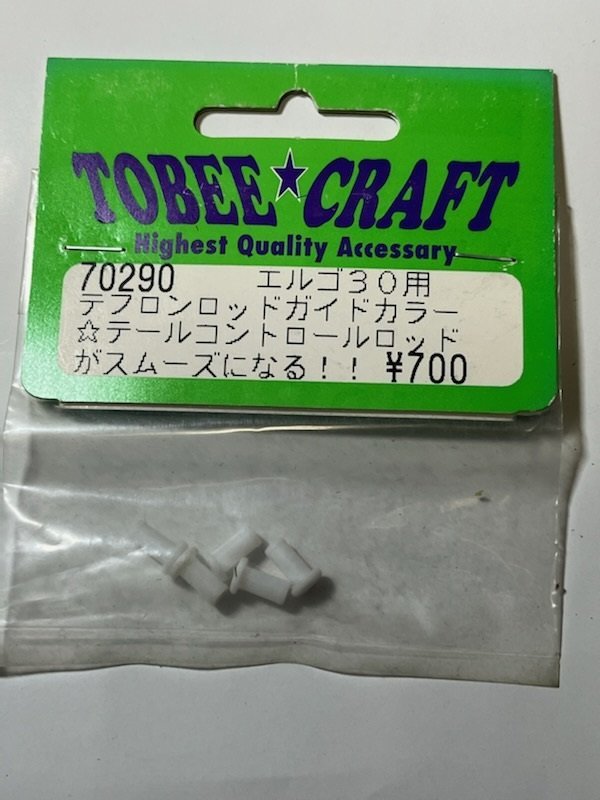 TOBEE★CRAFT
Highest Quality Accessary
70290 エルゴ30用
テフロンロッドガイドカラー
☆テールコントロールロッド
がスムーズになる!! ¥700